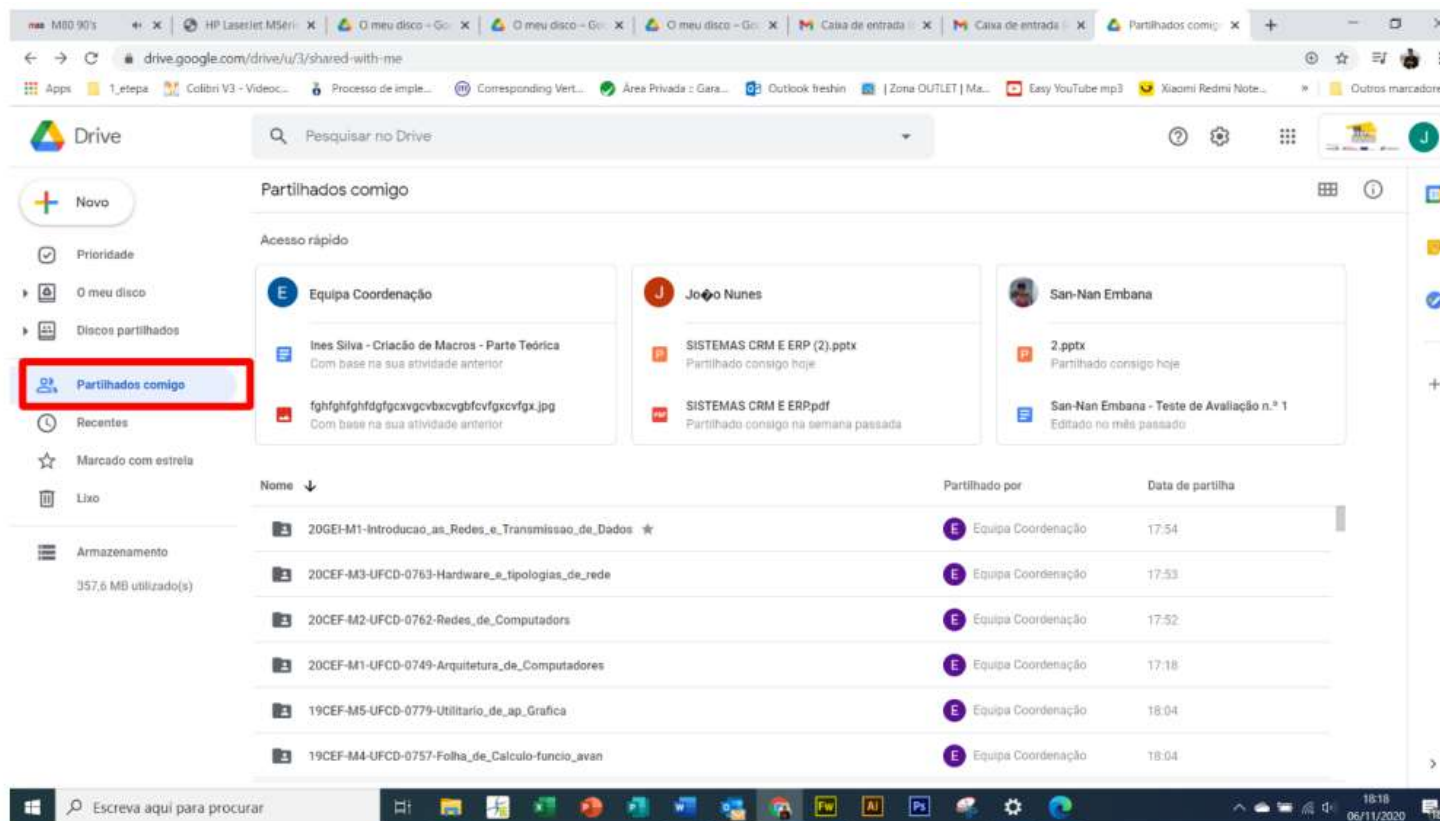 M80 90's
HP LaserJet MSeri
O meu disco - Go
O meu disco - Go
O meu disco - Go
Caixa de entrada
Caixa de entrada
Partilhados comig
drive.google.com/drive/u/3/shared-with-me
Apps
1_etepa
Colibri V3 - Videoc...
Processo de imple...
Corresponding Vert...
Área Privada :: Gara...
Outlook freshin
| Zona OUTLET | Ma...
Easy YouTube mp3
Xiaomi Redmi Note...
»
Outros marcadore
Drive
Pesquisar no Drive
J
Novo
Partilhados comigo
Prioridade
O meu disco
Discos partilhados
Partilhados comigo
Recentes
Marcado com estrela
Lixo
Armazenamento
357,6 MB utilizado(s)
Acesso rápido
E Equipa Coordenação
Ines Silva - Criacão de Macros - Parte Teórica
Com base na sua atividade anterior
fghfghfghfdgfgcxvgcvbxcvgbfcvfgxcvfgx.jpg
Com base na sua atividade anterior
J Jo�o Nunes
SISTEMAS CRM E ERP (2).pptx
Partilhado consigo hoje
SISTEMAS CRM E ERP.pdf
Partilhado consigo na semana passada
San-Nan Embana
2.pptx
Partilhado consigo hoje
San-Nan Embana - Teste de Avaliação n.º 1
Editado no mês passado
Nome Partilhado por Data de partilha
20GEI-M1-Introducao_as_Redes_e_Transmissao_de_Dados E Equipa Coordenação 17:54
20CEF-M3-UFCD-0763-Hardware_e_tipologias_de_rede E Equipa Coordenação 17:53
20CEF-M2-UFCD-0762-Redes_de_Computadors E Equipa Coordenação 17:52
20CEF-M1-UFCD-0749-Arquitetura_de_Computadores E Equipa Coordenação 17:18
19CEF-M5-UFCD-0779-Utilitario_de_ap_Grafica E Equipa Coordenação 18:04
19CEF-M4-UFCD-0757-Folha_de_Calculo-funcio_avan E Equipa Coordenação 18:04
Escreva aqui para procurar
Fw
Ai
Ps
18:18
06/11/2020